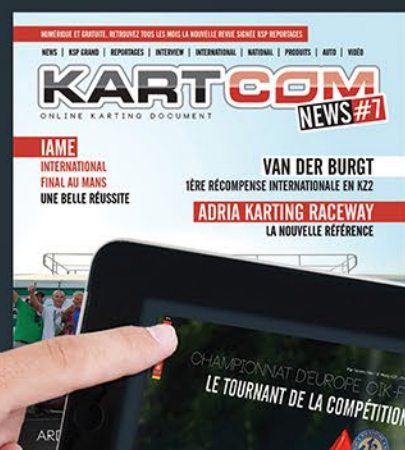 NUMÉRIQUE ET GRATUITE, RETROUVEZ TOUS LES MOIS LA NOUVELLE REVUE SIGNÉE KSP REPORTAGES
NEWS | KSP GRAND | REPORTAGES | INTERVIEW | INTERNATIONAL | NATIONAL | PRODUITS | AUTO | VIDÉO
KARTCOM
ONLINE KARTING DOCUMENT
NEWS#7
IAME
INTERNATIONAL
FINAL AU MANS
UNE BELLE RÉUSSITE
VAN DER BURGT
1ÈRE RÉCOMPENSE INTERNATIONALE EN KZ2
ADRIA KARTING RACEWAY
LA NOUVELLE RÉFÉRENCE
CHAMPIONNAT D'EUROPE CIK-F
LE TOURNANT DE LA COMPÉTITION